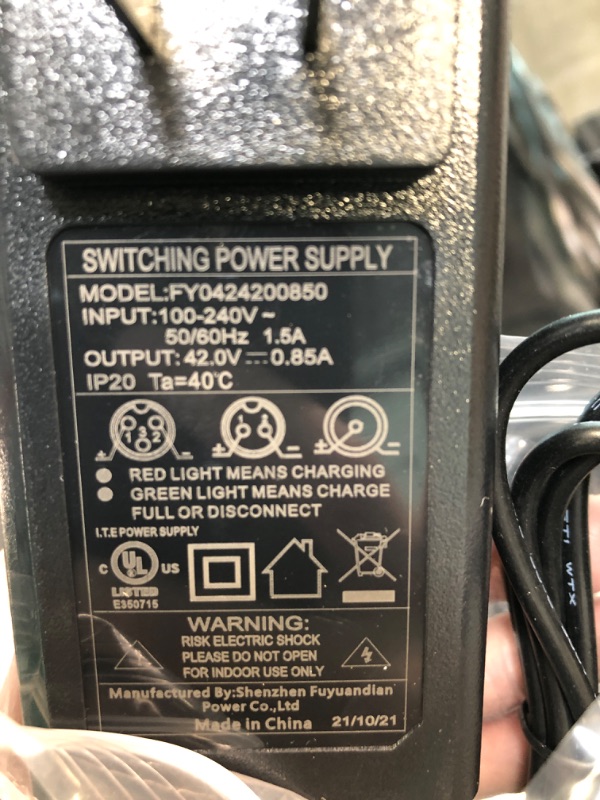 SWITCHING POWER SUPPLY
MODEL:FY0424200850
INPUT:100-240V~
50/60Hz 1.5A
OUTPUT: 42.0V⎓0.85A
IP20 Ta=40℃
1 3 2
- + - + - +
● RED LIGHT MEANS CHARGING
● GREEN LIGHT MEANS CHARGE
FULL OR DISCONNECT
I.T.E POWER SUPPLY
C UL US
LISTED
E350715
WARNING:
RISK ELECTRIC SHOCK
PLEASE DO NOT OPEN
FOR INDOOR USE ONLY
Manufactured By:Shenzhen Fuyuandian
Power Co.,Ltd
Made in China 21/10/21